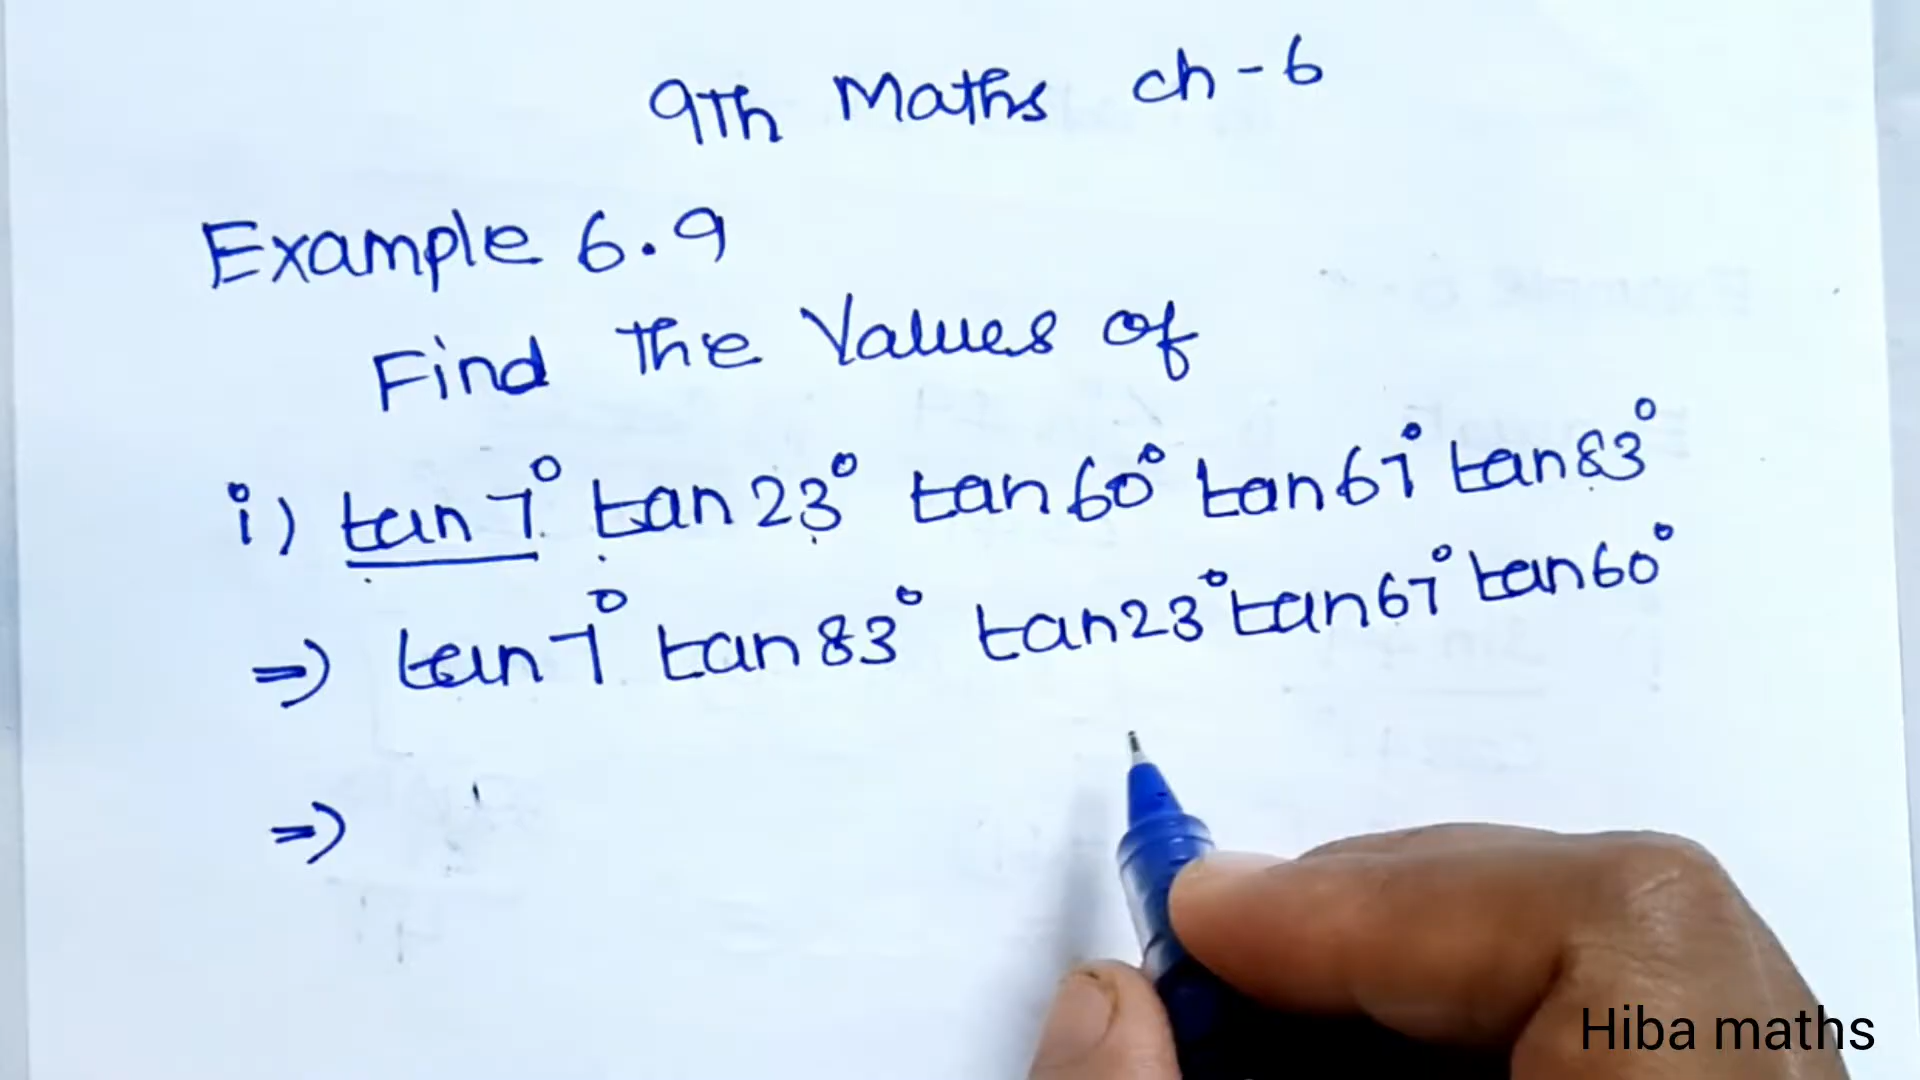 9Th Maths ch-6
Example 6.9
Find The Values of
i) tan 7° tan 23° tan 60° tan 67° tan 83°
⇒) tan 7° tan 83° tan 23° tan 67° tan 60°
⇒)
Hiba maths